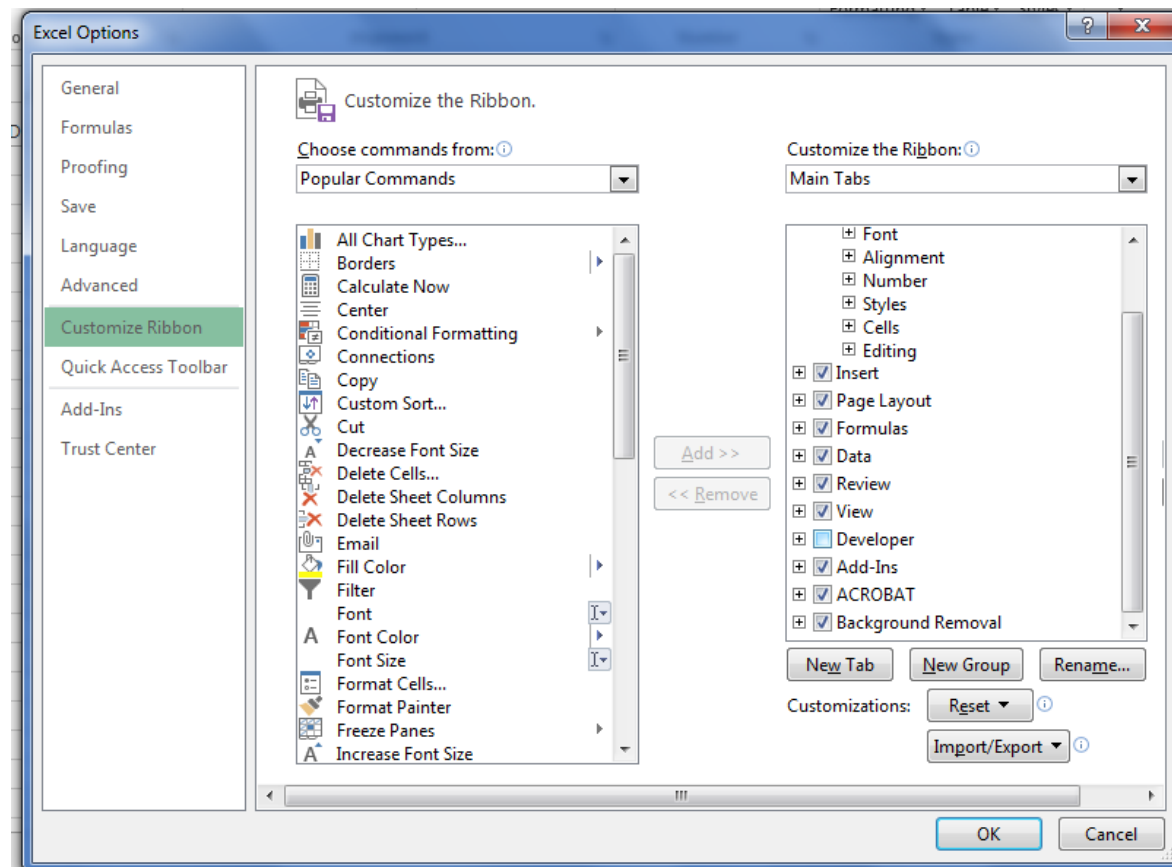 Formatting Table Styles
Excel Options
General
Formulas
Proofing
Save
Language
Advanced
Customize Ribbon
Quick Access Toolbar
Add-Ins
Trust Center
Customize the Ribbon.
Choose commands from:
Popular Commands
All Chart Types...
Borders
Calculate Now
Center
Conditional Formatting
Connections
Copy
Custom Sort...
Cut
Decrease Font Size
Delete Cells...
Delete Sheet Columns
Delete Sheet Rows
Email
Fill Color
Filter
Font
Font Color
Font Size
Format Cells...
Format Painter
Freeze Panes
Increase Font Size
Add >>
<< Remove
Customize the Ribbon:
Main Tabs
Font
Alignment
Number
Styles
Cells
Editing
Insert
Page Layout
Formulas
Data
Review
View
Developer
Add-Ins
ACROBAT
Background Removal
New Tab
New Group
Rename...
Customizations:
Reset
Import/Export
OK
Cancel